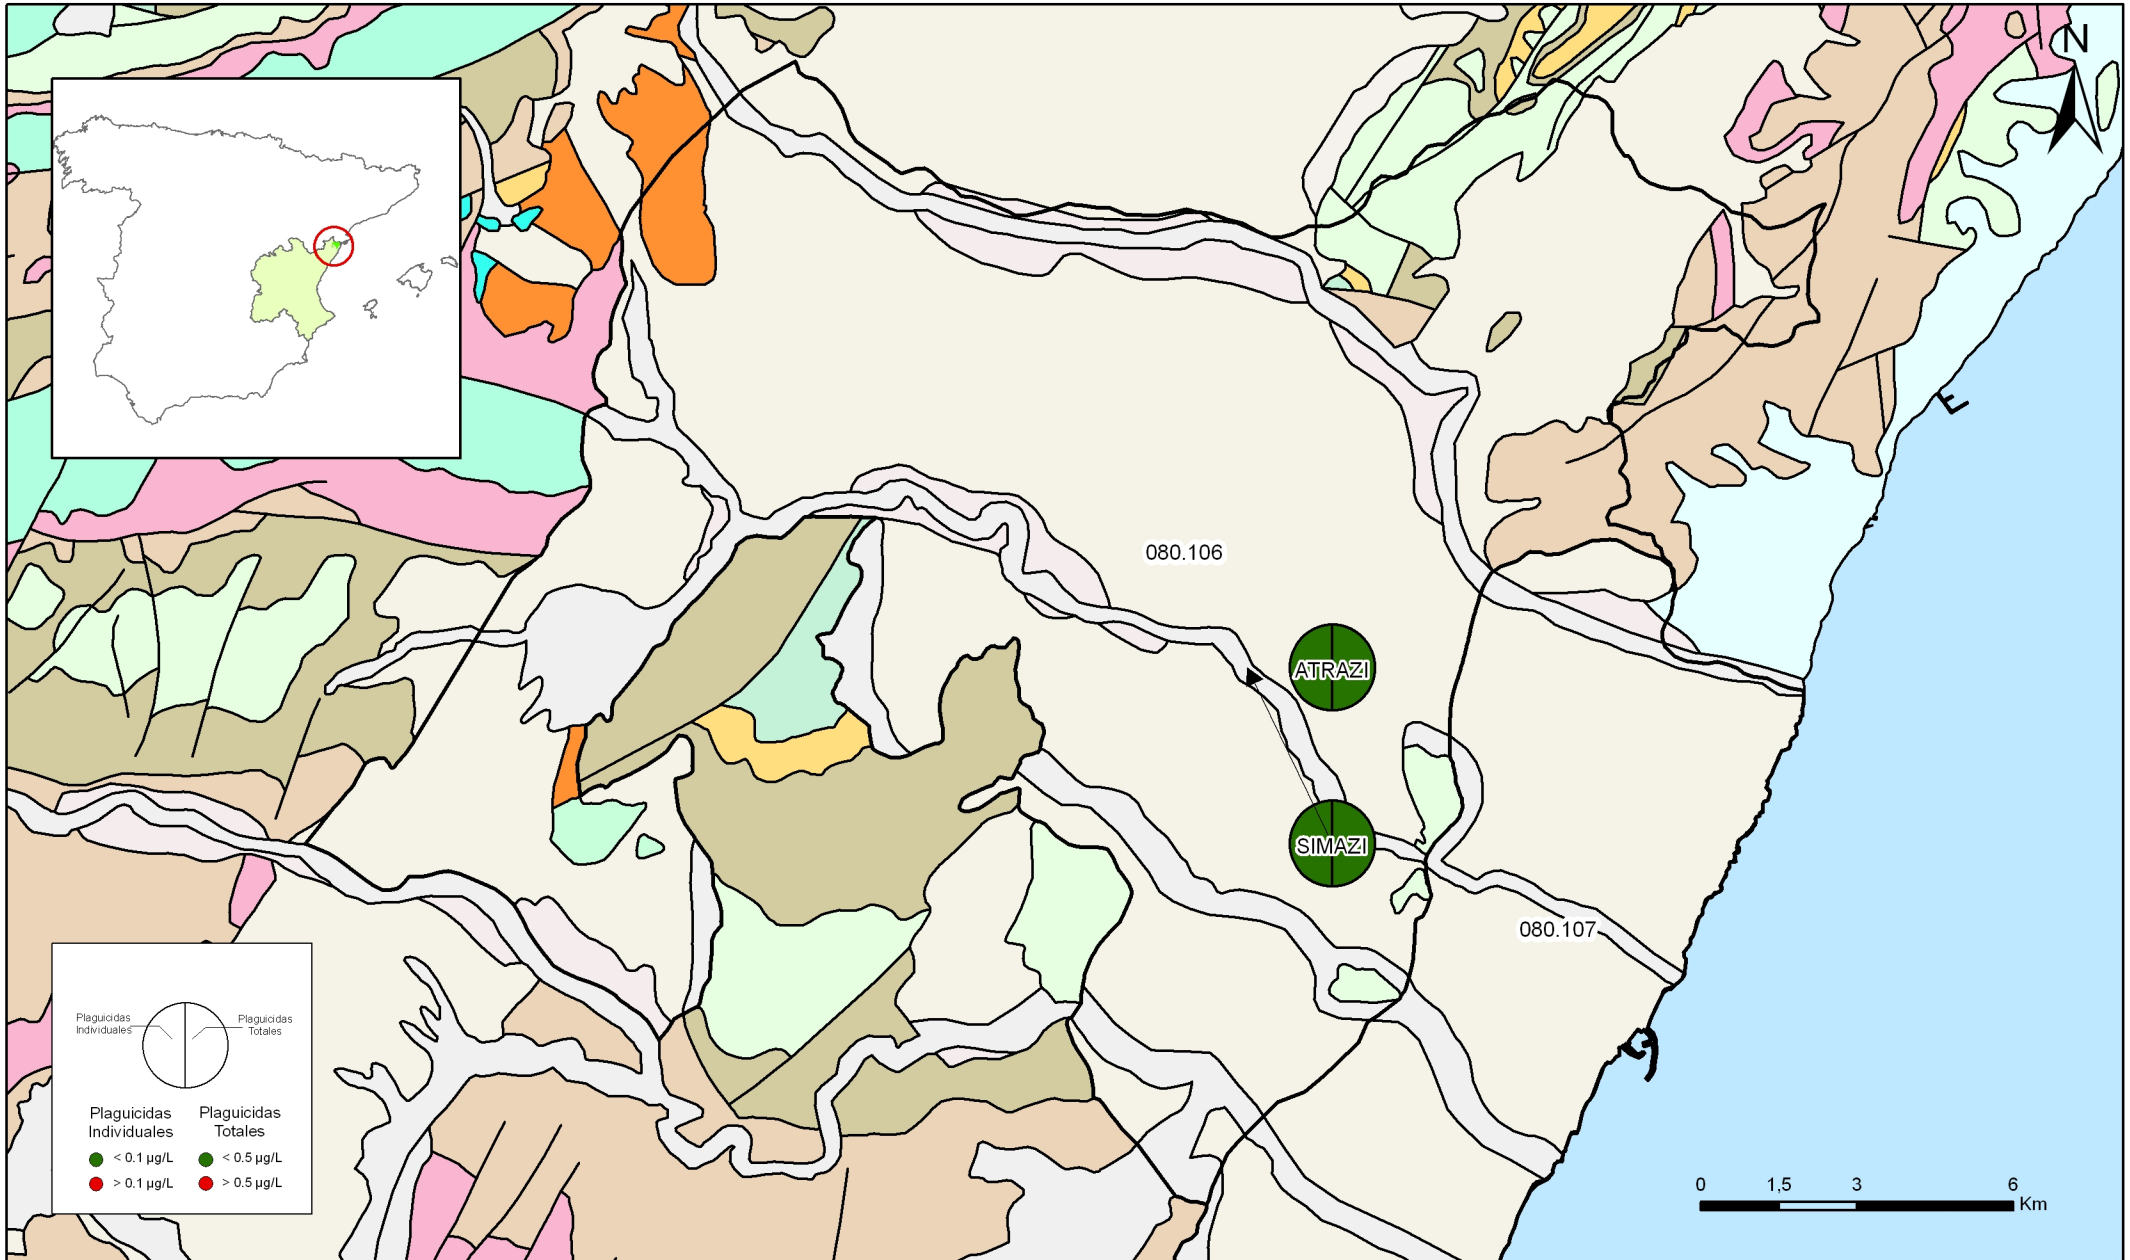 N
080.106
ATRAZI
SIMAZI
080.107
Plaguicidas
Individuales
Plaguicidas
Totales
Plaguicidas
Individuales
Plaguicidas
Totales
< 0.1 µg/L
< 0.5 µg/L
> 0.1 µg/L
> 0.5 µg/L
0 1,5 3 6
Km